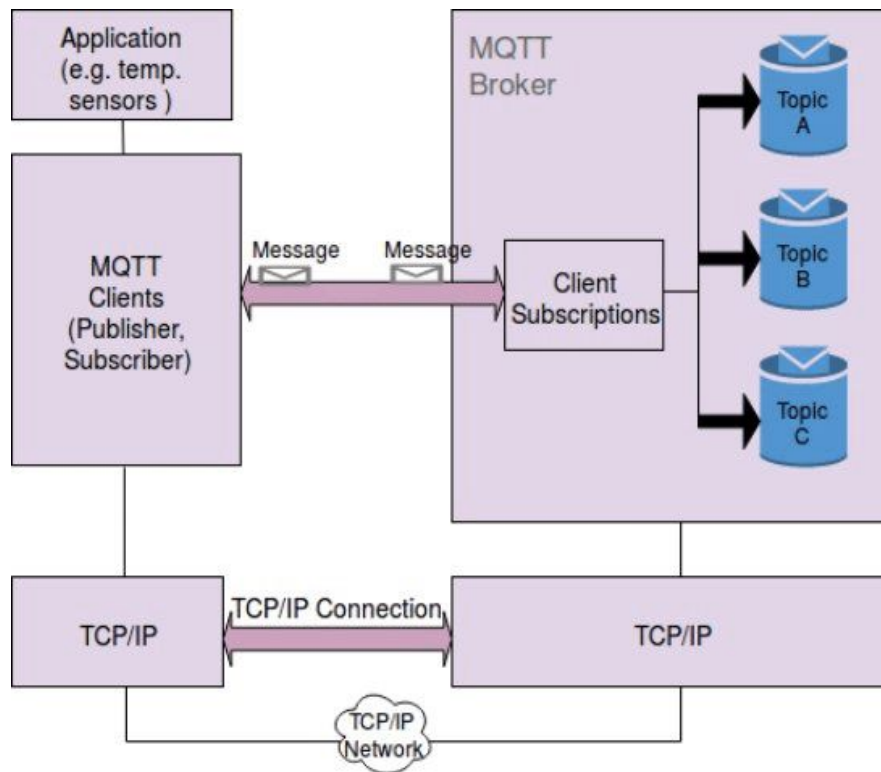 Application
(e.g. temp.
sensors )
MQTT
Broker
Topic
A
Topic
B
Topic
C
MQTT
Clients
(Publisher,
Subscriber)
Message
Message
Client
Subscriptions
TCP/IP
TCP/IP Connection
TCP/IP
TCP/IP
Network